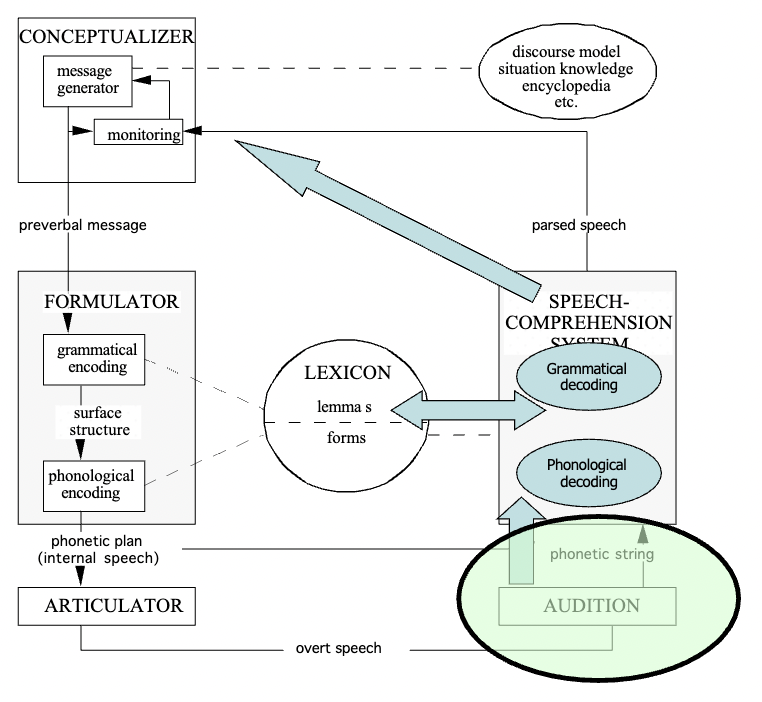 CONCEPTUALIZER
message
generator
monitoring
discourse model
situation knowledge
encyclopedia
etc.
preverbal message
parsed speech
FORMULATOR
grammatical
encoding
surface
structure
phonological
encoding
LEXICON
lemma s
forms
SPEECH-
COMPREHENSION
SYSTEM
Grammatical
decoding
Phonological
decoding
phonetic plan
(internal speech)
phonetic string
ARTICULATOR
AUDITION
overt speech